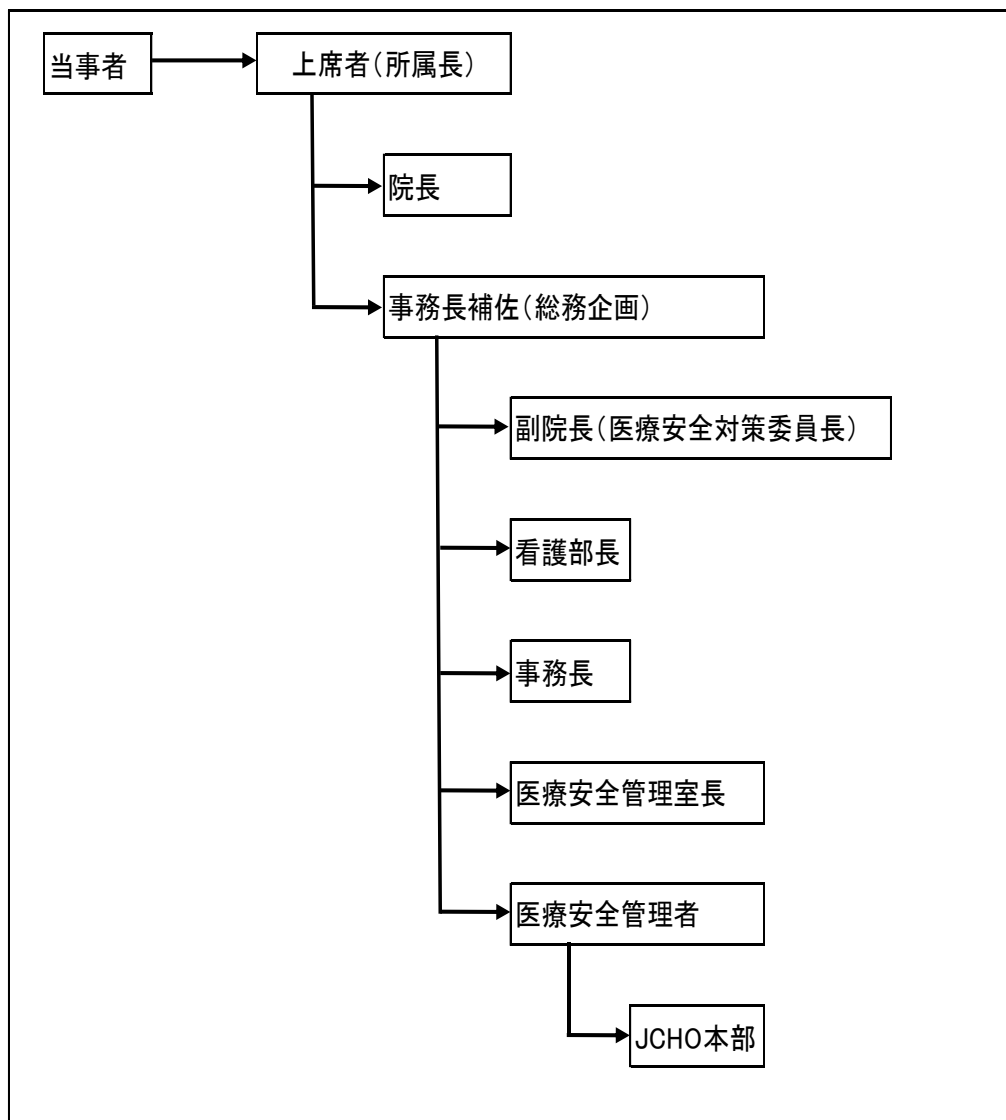 当事者
上席者(所属長)
院長
事務長補佐(総務企画)
副院長(医療安全対策委員長)
看護部長
事務長
医療安全管理室長
医療安全管理者
JCHO本部